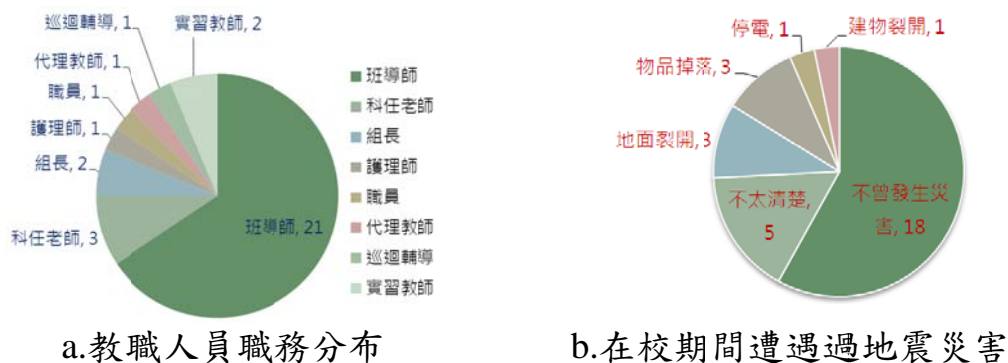 巡迴輔導, 1
實習教師, 2
代理教師, 1
職員, 1
護理師, 1
組長, 2
科任老師, 3
班導師, 21
班導師
科任老師
組長
護理師
職員
代理教師
巡迴輔導
實習教師
a.教職人員職務分布
停電, 1
建物裂開, 1
物品掉落, 3
地面裂開, 3
不太清楚,
5
不曾發生災
害, 18
b.在校期間遭遇過地震災害